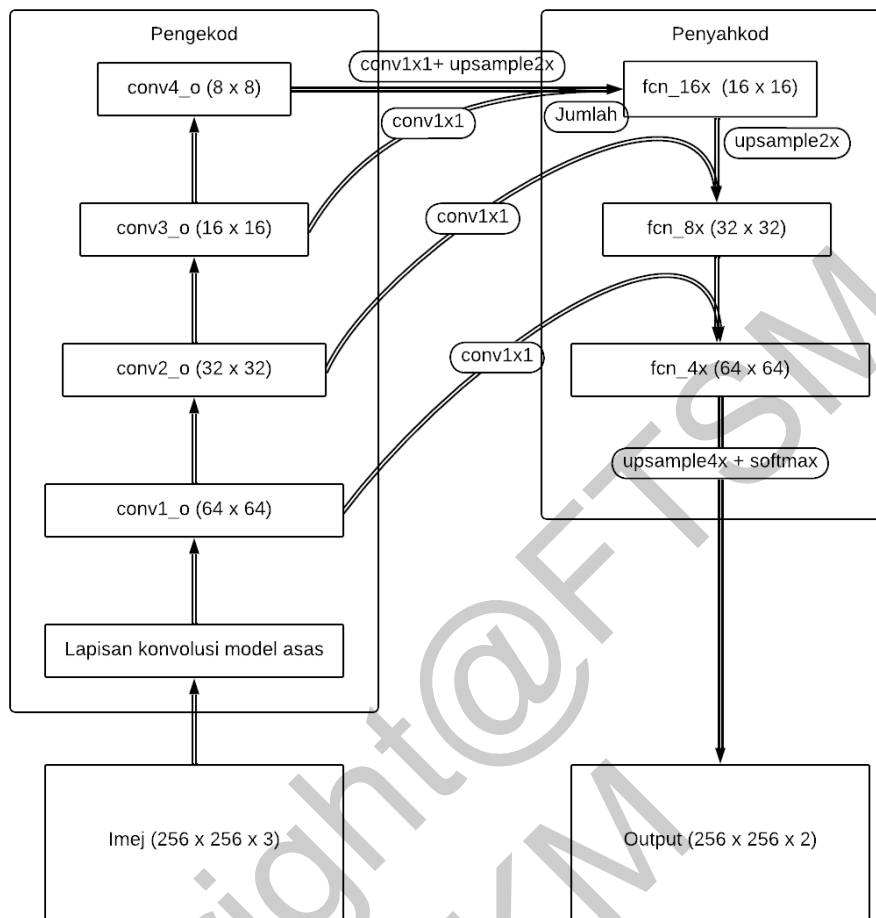 Pengekod
Penyahkod
conv4_o (8 x 8)
conv1x1+ upsample2x
fcn_16x (16 x 16)
conv1x1
Jumlah
upsample2x
conv3_o (16 x 16)
conv1x1
fcn_8x (32 x 32)
conv2_o (32 x 32)
conv1x1
fcn_4x (64 x 64)
upsample4x + softmax
conv1_o (64 x 64)
Lapisan konvolusi model asas
Imej (256 x 256 x 3)
Output (256 x 256 x 2)
right@FTSM
KM